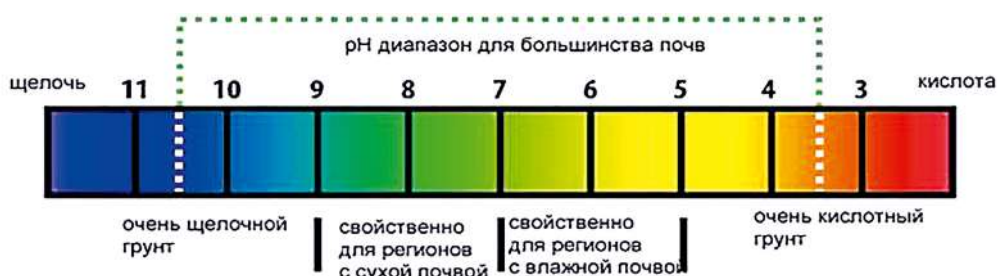 pH диапазон для большинства почв
щелочь 11 10 9 8 7 6 5 4 3 кислота
очень щелочной
грунт
свойственно
для регионов
с сухой почвой
свойственно
для регионов
с влажной почвой
очень кислотный
грунт